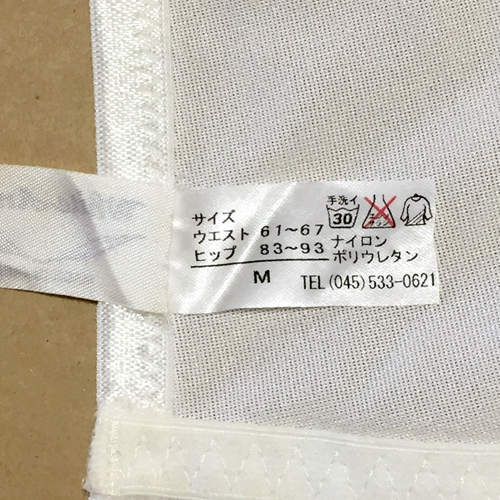 サイズ
ウエスト 61〜67
ヒップ 83〜93
M
手洗イ
30
ナイロン
ポリウレタン
TEL (045) 533-0621